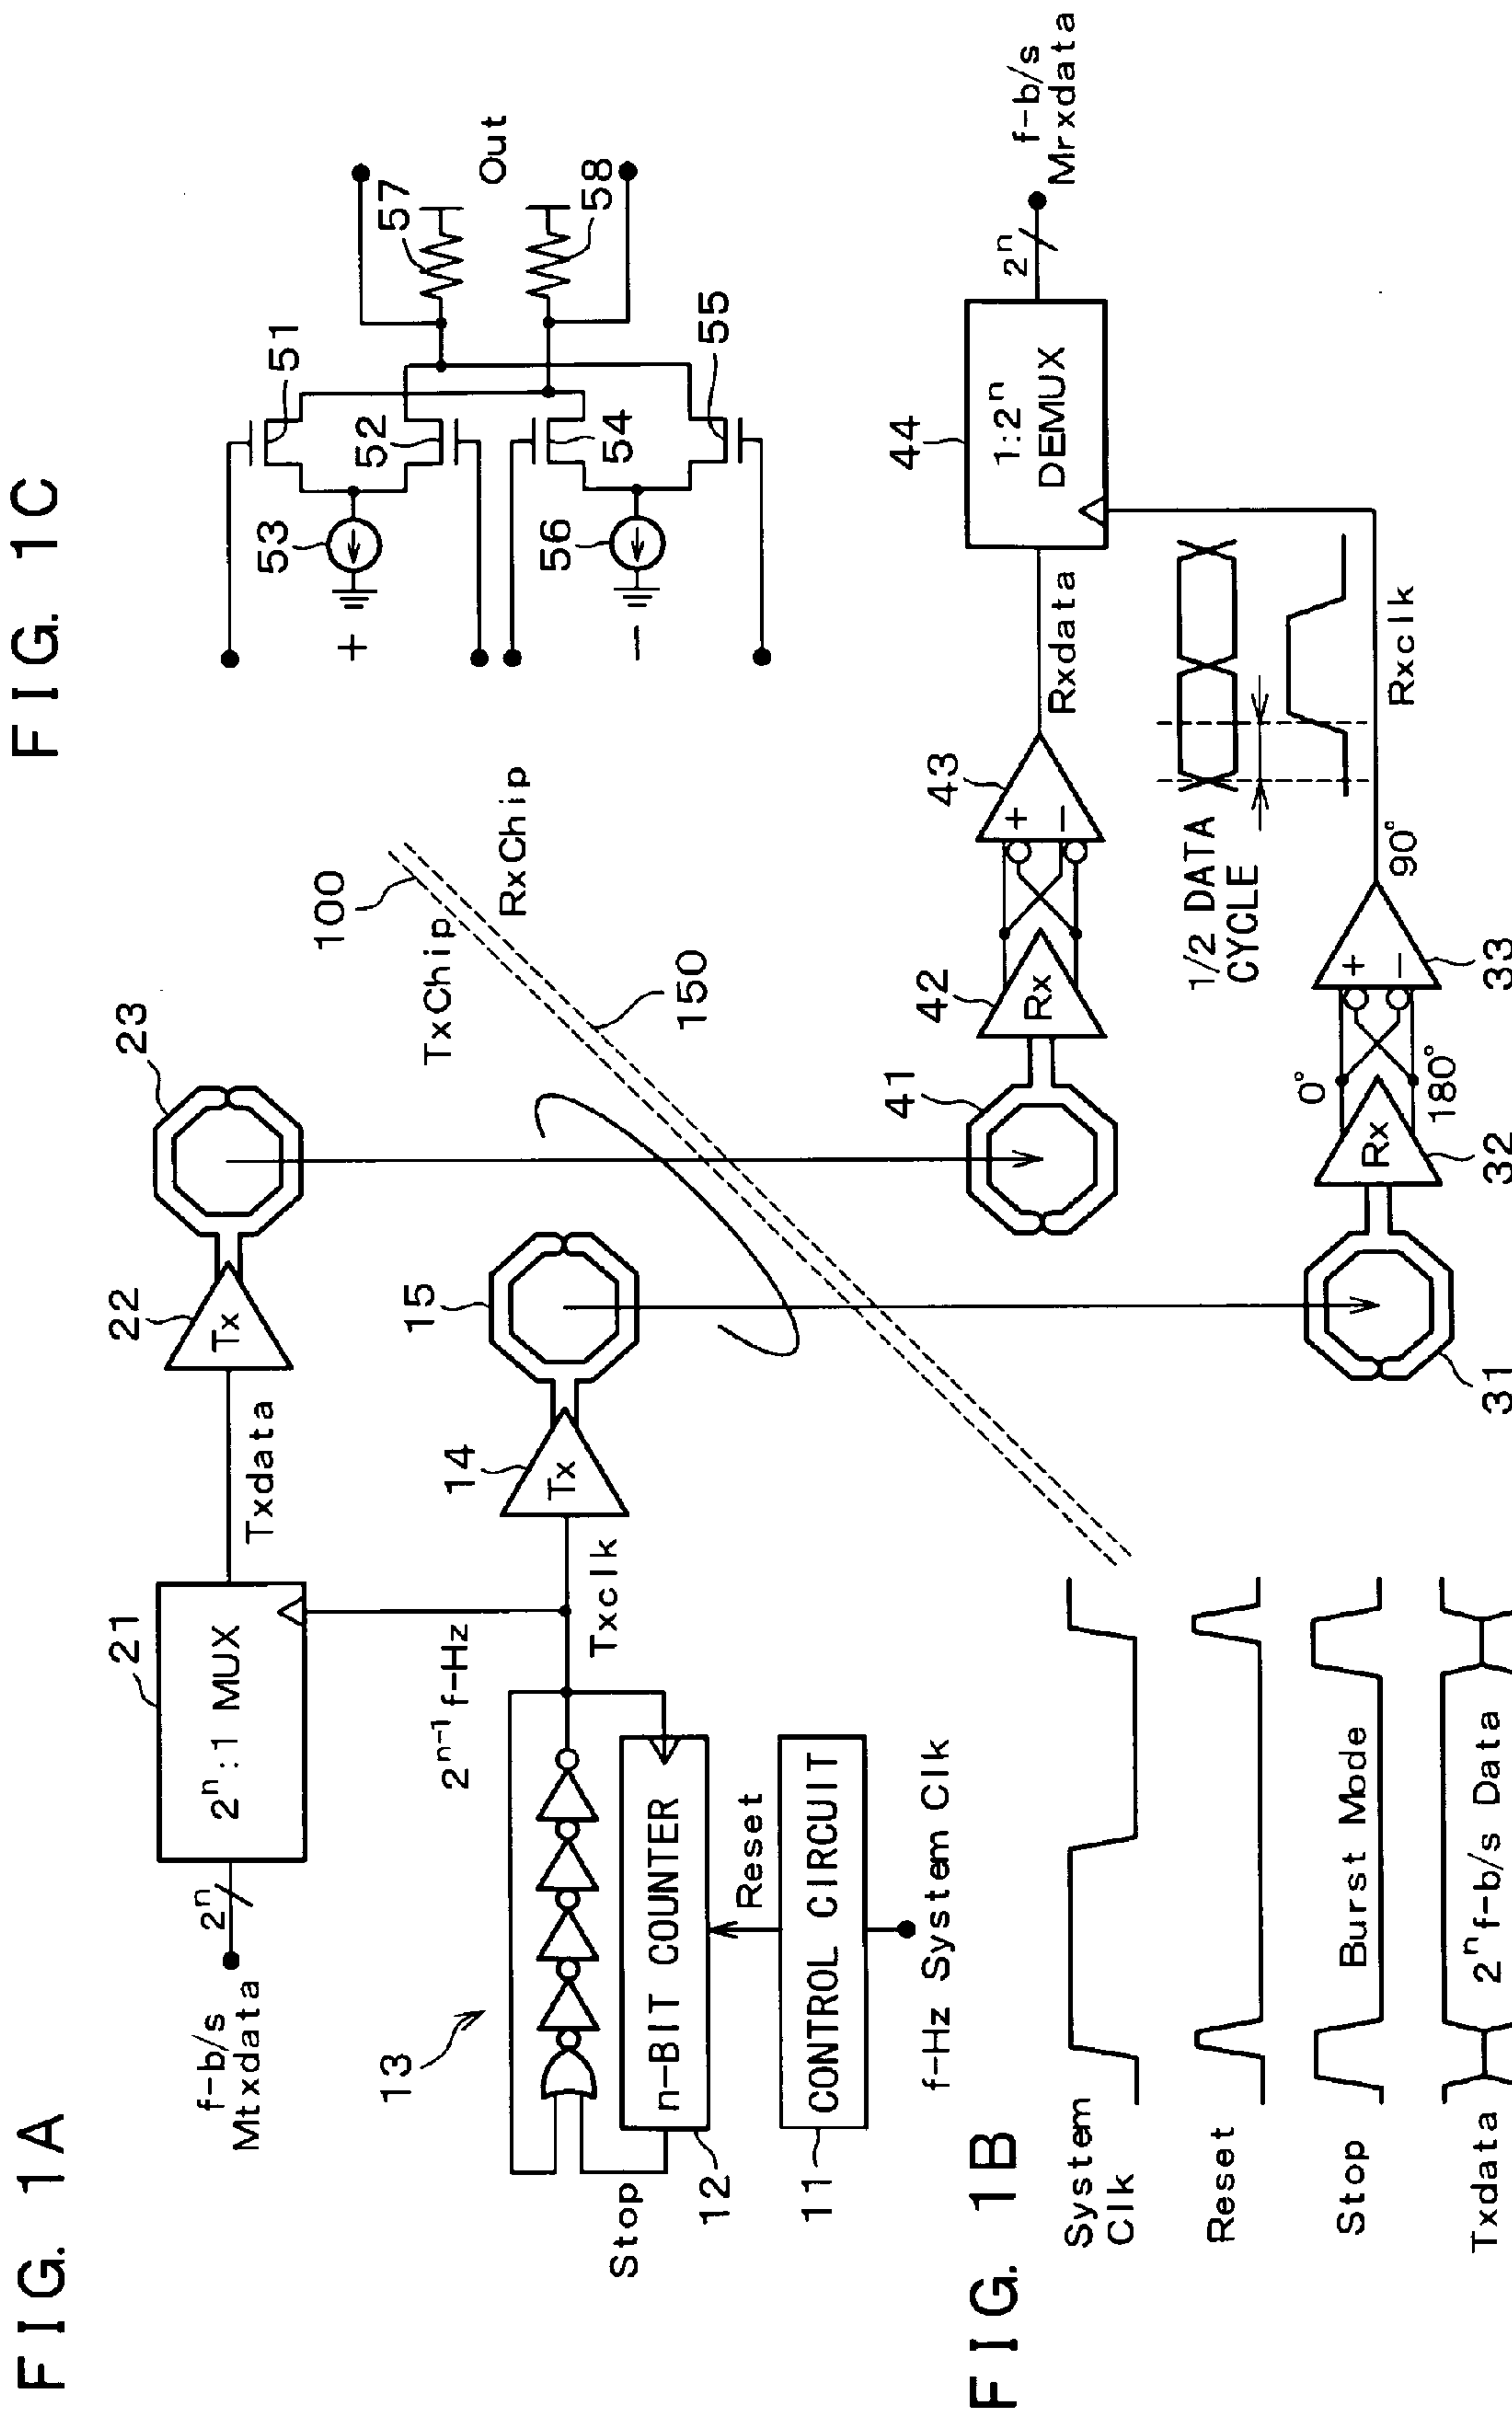 FIG. 1A
f-b/s
Mtxdata
2ⁿ
21
2ⁿ:1 MUX
Txdata
22
Tx
23
2ⁿ⁻¹f-Hz
13
Txclk
14
Tx
15
Stop
12
n-BIT COUNTER
Reset
11
CONTROL CIRCUIT
f-Hz System Clk
100
TxChip
RxChip
150
41
42
Rx
43
+
−
Rxdata
44
1:2ⁿ
DEMUX
2ⁿ
f-b/s
Mrxdata
31
32
Rx
0°
180°
33
+
−
90°
Rxclk
1/2 DATA
CYCLE
FIG. 1B
System
Clk
Reset
Stop
Burst Mode
Txdata
2ⁿf-b/s Data
FIG. 1C
+
−
51
52
53
54
55
56
57
58
Out